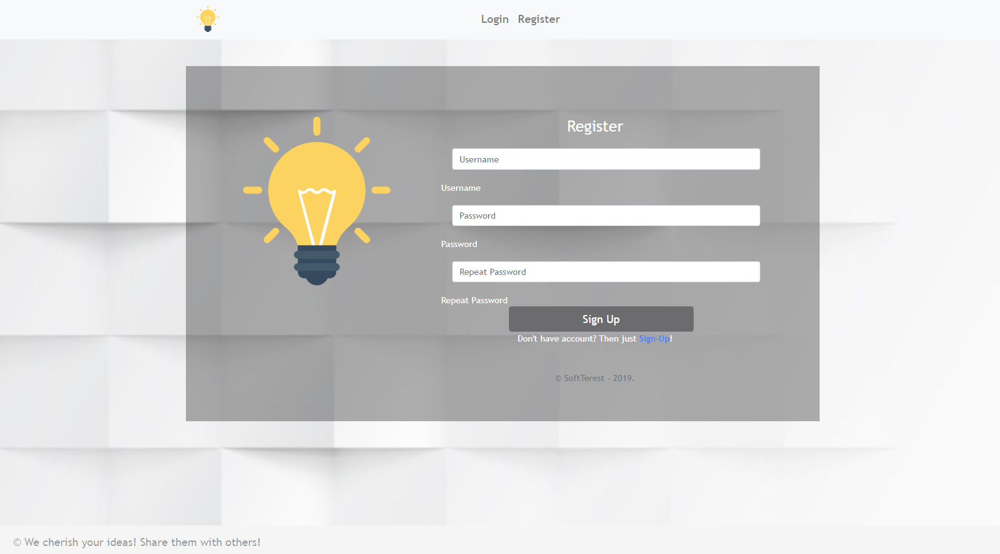 Login Register
Register
Username
Username
Password
Password
Repeat Password
Repeat Password
Sign Up
Don't have account? Then just Sign-Up!
© SoftTerest - 2019.
© We cherish your ideas! Share them with others!